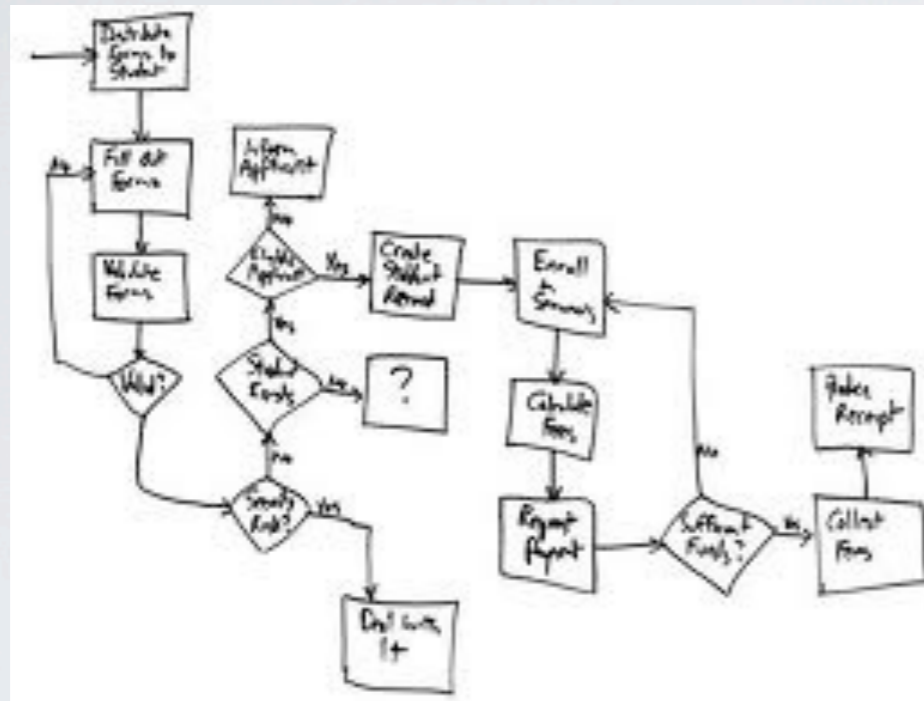 Distribute
Forms to
Student
Fill out
Forms
No
Validate
Forms
Valid?
Inform
Applicant
No
Eligible
Applicant
Yes
Create
Student
Record
Yes
Student
Exists
No
?
No
Security
Risk?
Yes
Deal with
It
Enroll
in
Seminars
Calculate
Fees
Request
Payment
Sufficient
Funds?
No
Yes
Collect
Fees
Receipt